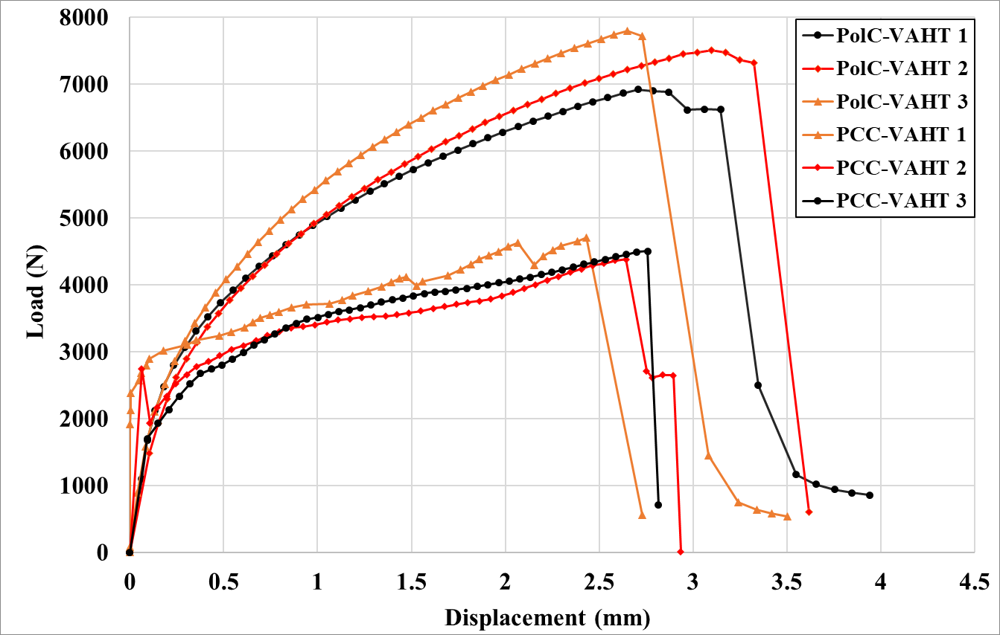 8000
7000
6000
5000
4000
3000
2000
1000
0
Load (N)
0 0.5 1 1.5 2 2.5 3 3.5 4 4.5
Displacement (mm)
PolC-VAHT 1
PolC-VAHT 2
PolC-VAHT 3
PCC-VAHT 1
PCC-VAHT 2
PCC-VAHT 3